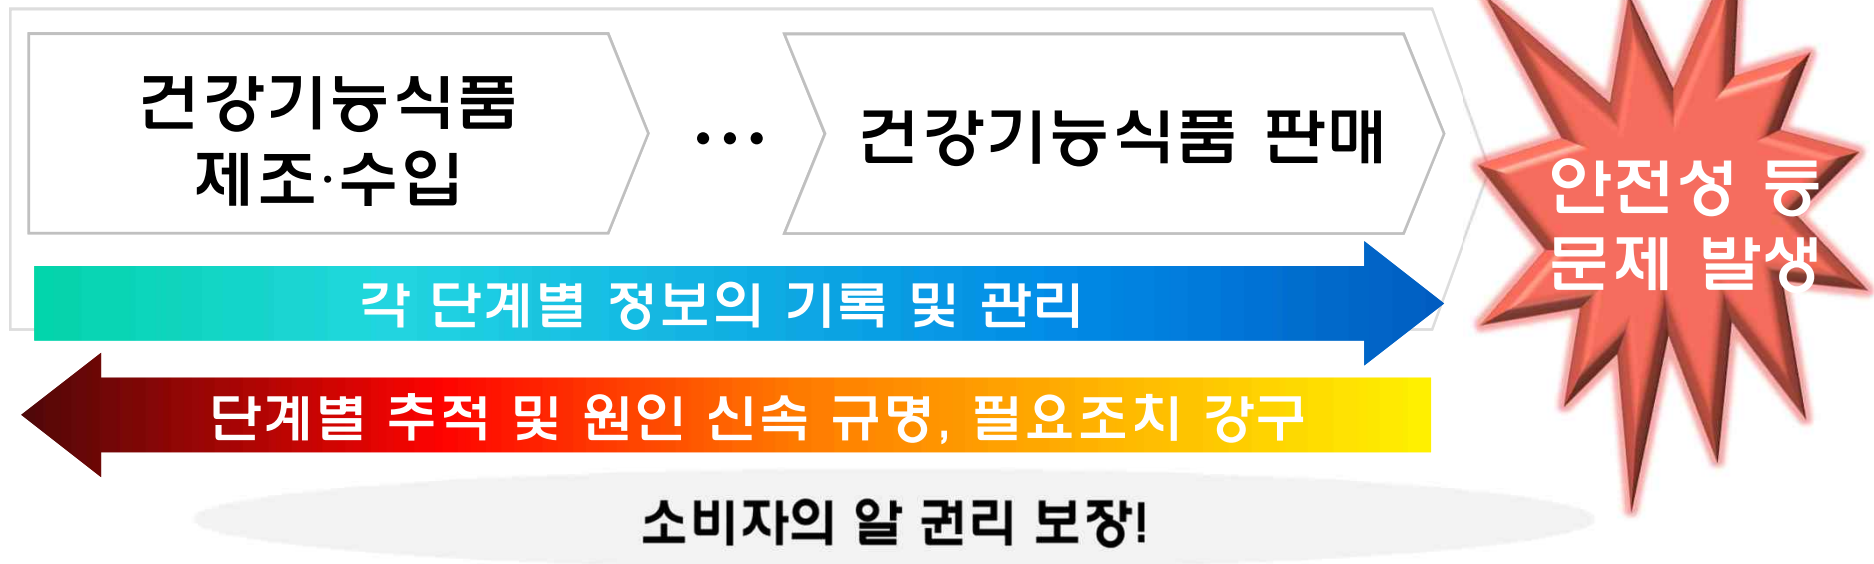 건강기능식품
제조·수입
...
건강기능식품 판매
안전성 등
문제 발생
각 단계별 정보의 기록 및 관리
단계별 추적 및 원인 신속 규명, 필요조치 강구
소비자의 알 권리 보장!